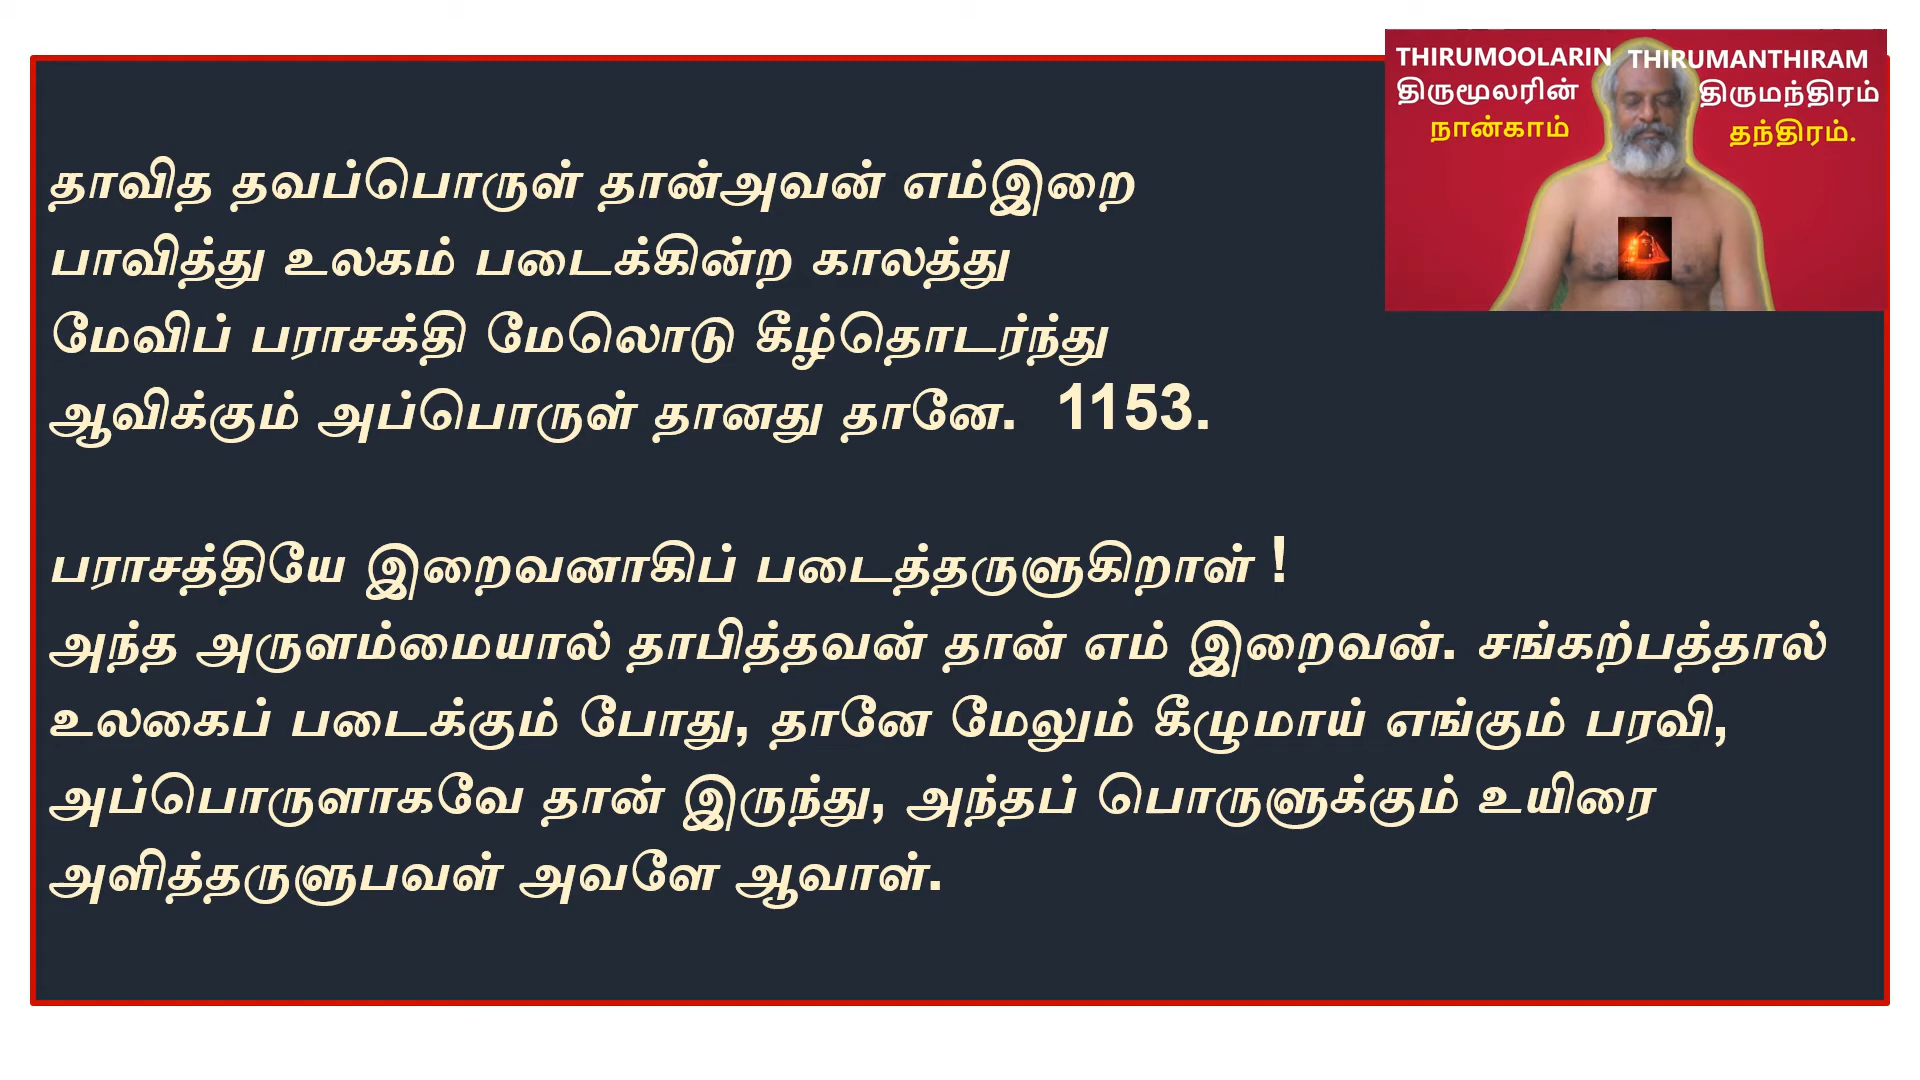 THIRUMOOLARIN THIRUMANTHIRAM
திருமூலரின் திருமந்திரம்
நான்காம் தந்திரம்.
தாவித தவப்பொருள் தான்அவன் எம்இறை
பாவித்து உலகம் படைக்கின்ற காலத்து
மேவிப் பராசக்தி மேலொடு கீழ்தொடர்ந்து
ஆவிக்கும் அப்பொருள் தானது தானே. 1153.
பராசத்தியே இறைவனாகிப் படைத்தருளுகிறாள் !
அந்த அருளம்மையால் தாபித்தவன் தான் எம் இறைவன். சங்கற்பத்தால்
உலகைப் படைக்கும் போது, தானே மேலும் கீழுமாய் எங்கும் பரவி,
அப்பொருளாகவே தான் இருந்து, அந்தப் பொருளுக்கும் உயிரை
அளித்தருளுபவள் அவளே ஆவாள்.